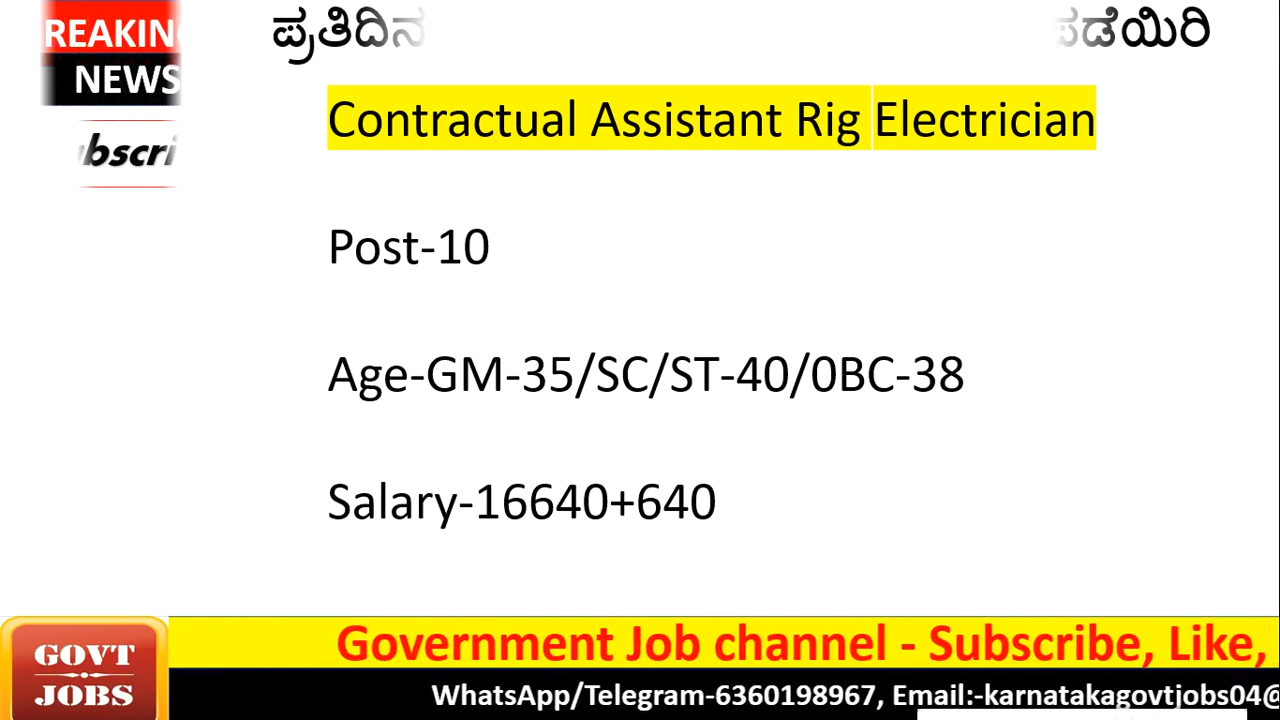 ಪ್ರತಿದಿನ ಪಡೆಯಿರಿ
REAKIN
NEWS
bscri
Contractual Assistant Rig Electrician
Post-10
Age-GM-35/SC/ST-40/0BC-38
Salary-16640+640
GOVT
JOBS
Government Job channel - Subscribe, Like,
WhatsApp/Telegram-6360198967, Email:-karnatakagovtjobs04@